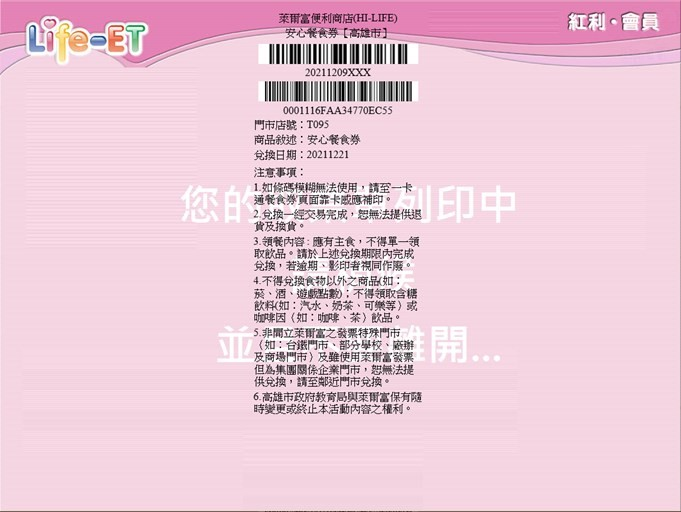 Life-ET
紅利・會員
萊爾富便利商店(HI-LIFE)
安心餐食券［高雄市］
20211209XXX
0001116FAA34770EC55
門市店號：T095
商品敘述：安心餐食券
兌換日期：20211221
注意事項：
1.如條碼模糊無法使用，請至一卡
通餐食券頁面靠卡感應補印。
2.兌換一經交易完成，恕無法提供退
貨及換貨。
3.領餐內容：應有主食，不得單一領
取飲品。請於上述兌換期限內完成
兌換，若逾期、影印者視同作廢。
4.不得兌換食物以外之商品(如：
菸、酒、遊戲點數)；不得領取含糖
飲料(如：汽水、奶茶、可樂等）或
咖啡因（如：咖啡、茶）飲品。
5.非開立萊爾富之發票特殊門市
（如：台鐵門市、部分學校、廠辦
及商場門市）及雖使用萊爾富發票
但為集團關係企業門市，恕無法提
供兌換，請至鄰近門市兌換。
6.高雄市政府教育局與萊爾富保有隨
時變更或終止本活動內容之權利。
您的
列印中
並
離開...